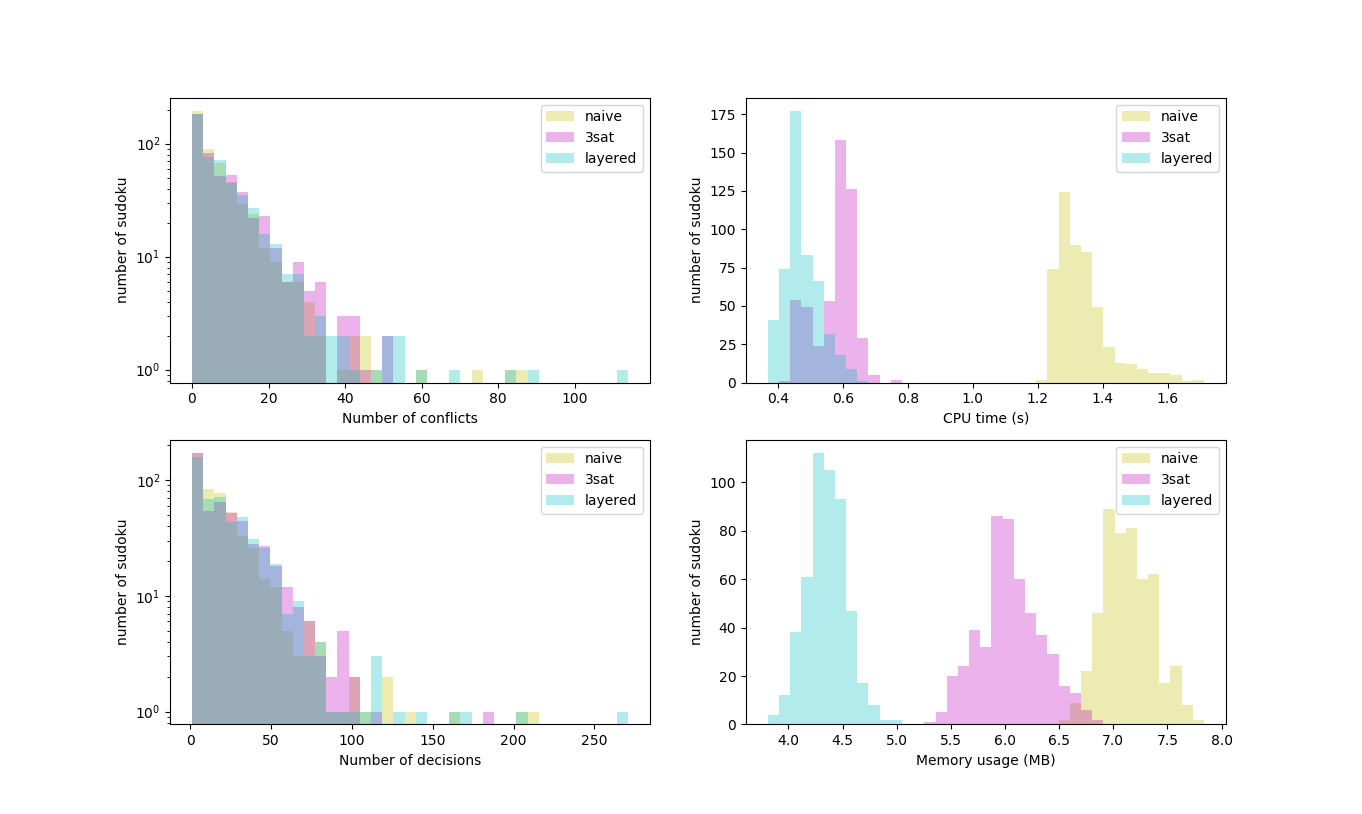 naive
3sat
layered
number of sudoku
10²
10¹
10⁰
0 20 40 60 80 100
Number of conflicts
naive
3sat
layered
number of sudoku
175
150
125
100
75
50
25
0
0.4 0.6 0.8 1.0 1.2 1.4 1.6
CPU time (s)
naive
3sat
layered
number of sudoku
10²
10¹
10⁰
0 50 100 150 200 250
Number of decisions
naive
3sat
layered
number of sudoku
100
80
60
40
20
0
4.0 4.5 5.0 5.5 6.0 6.5 7.0 7.5 8.0
Memory usage (MB)